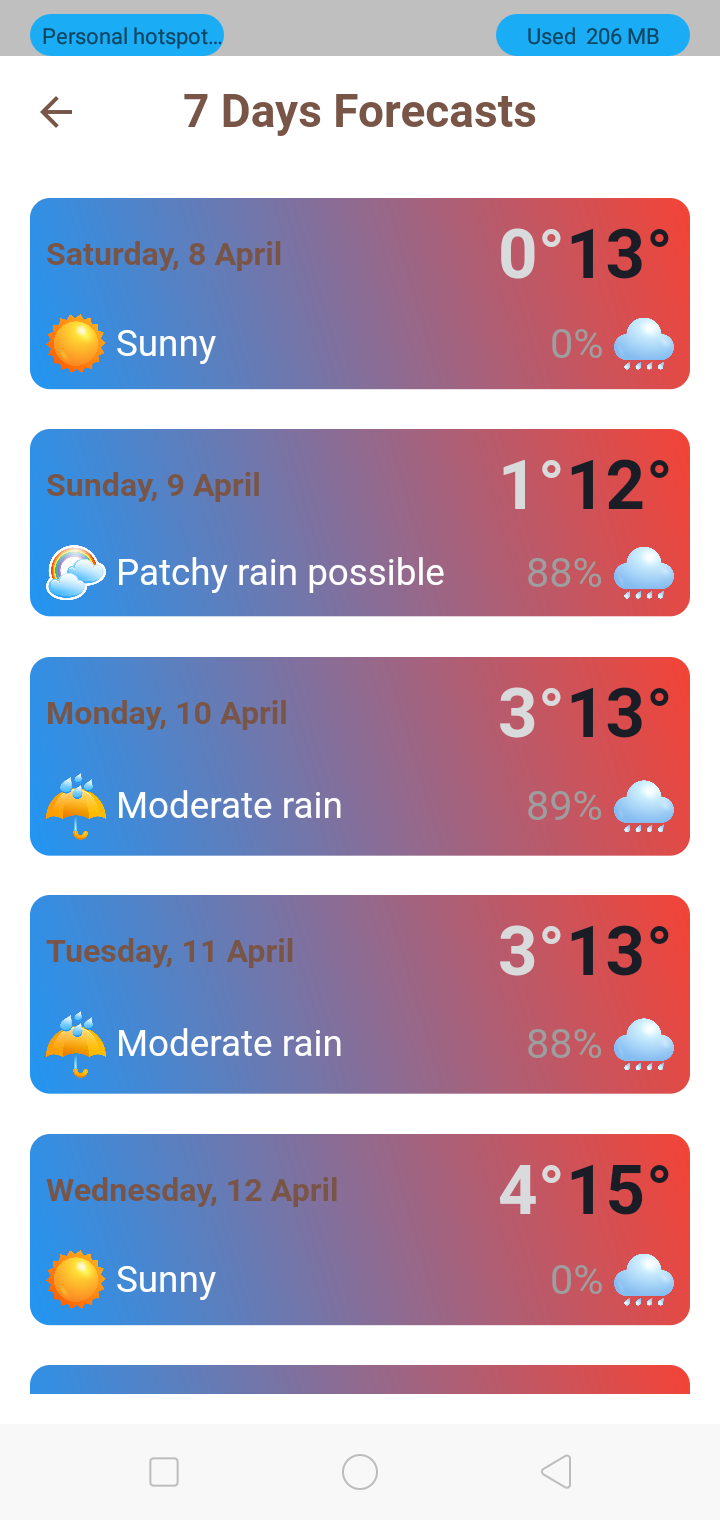 Personal hotspot... Used 206 MB
7 Days Forecasts
Saturday, 8 April 0° 13°
Sunny 0%
Sunday, 9 April 1° 12°
Patchy rain possible 88%
Monday, 10 April 3° 13°
Moderate rain 89%
Tuesday, 11 April 3° 13°
Moderate rain 88%
Wednesday, 12 April 4° 15°
Sunny 0%